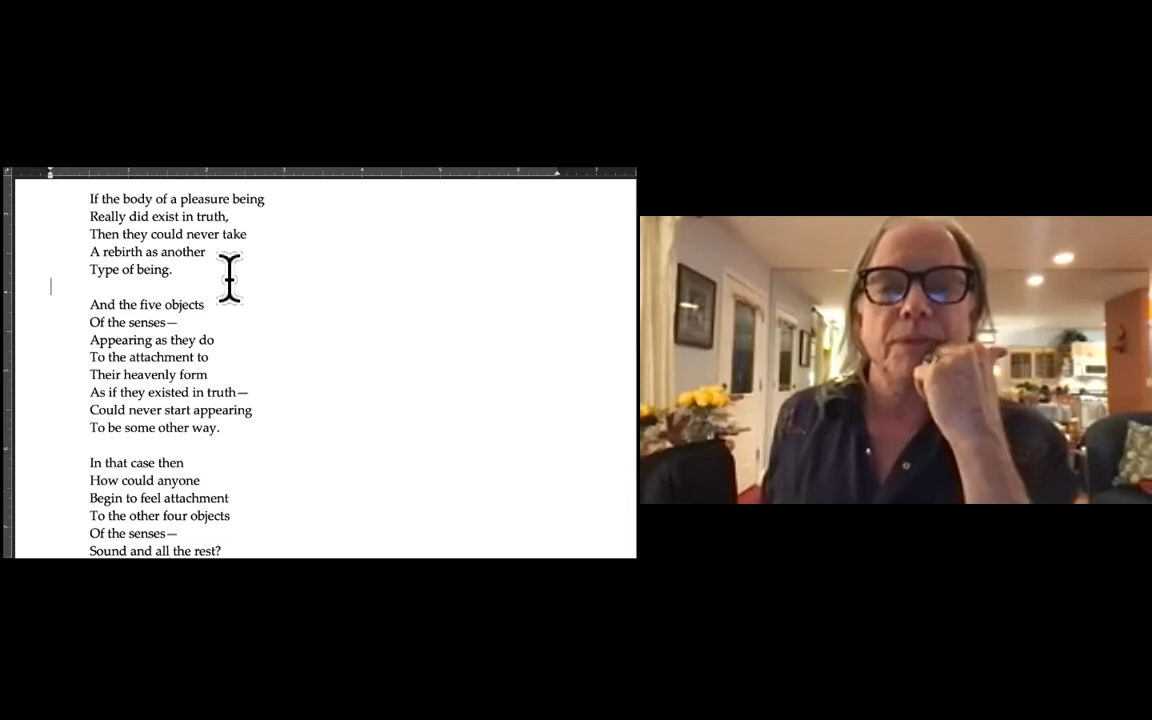 If the body of a pleasure being
Really did exist in truth,
Then they could never take
A rebirth as another
Type of being.
And the five objects
Of the senses—
Appearing as they do
To the attachment to
Their heavenly form
As if they existed in truth—
Could never start appearing
To be some other way.
In that case then
How could anyone
Begin to feel attachment
To the other four objects
Of the senses—
Sound and all the rest?